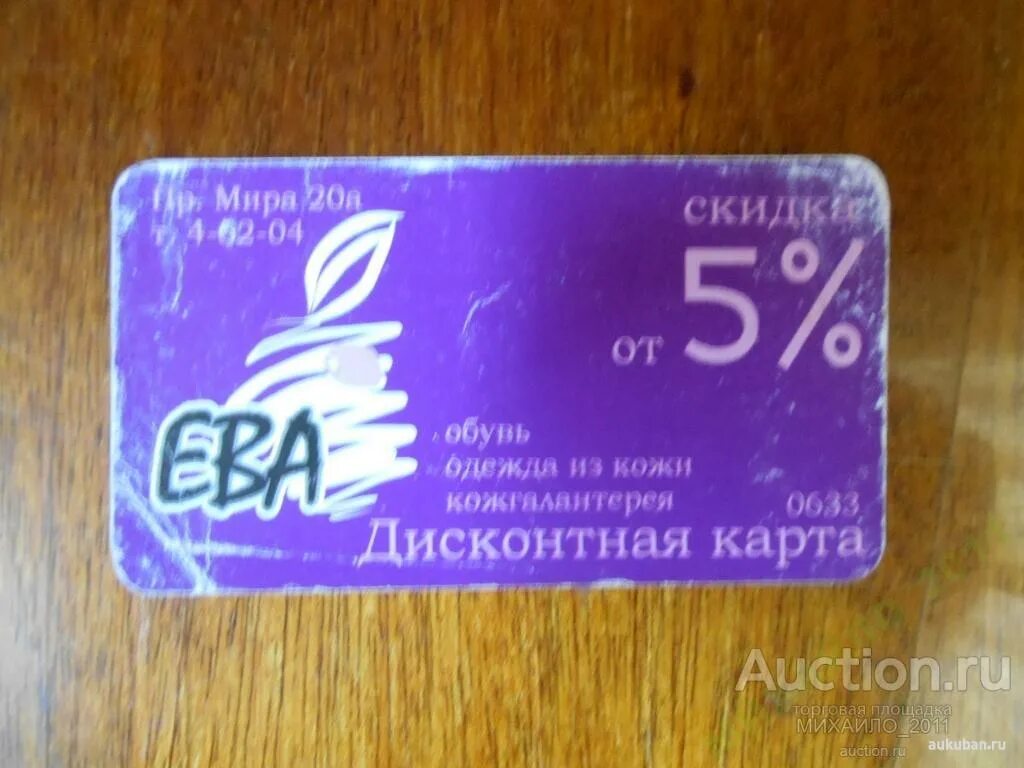 Пр. Мира 20а
т. 4-62-04
скидка
от 5%
ЕВА
обувь
одежда из кожи
кожгалантерея
0633
Дисконтная карта
Auction.ru
торговая площадка
МИХАЙЛО_2011
auction.ru
aukuban.ru